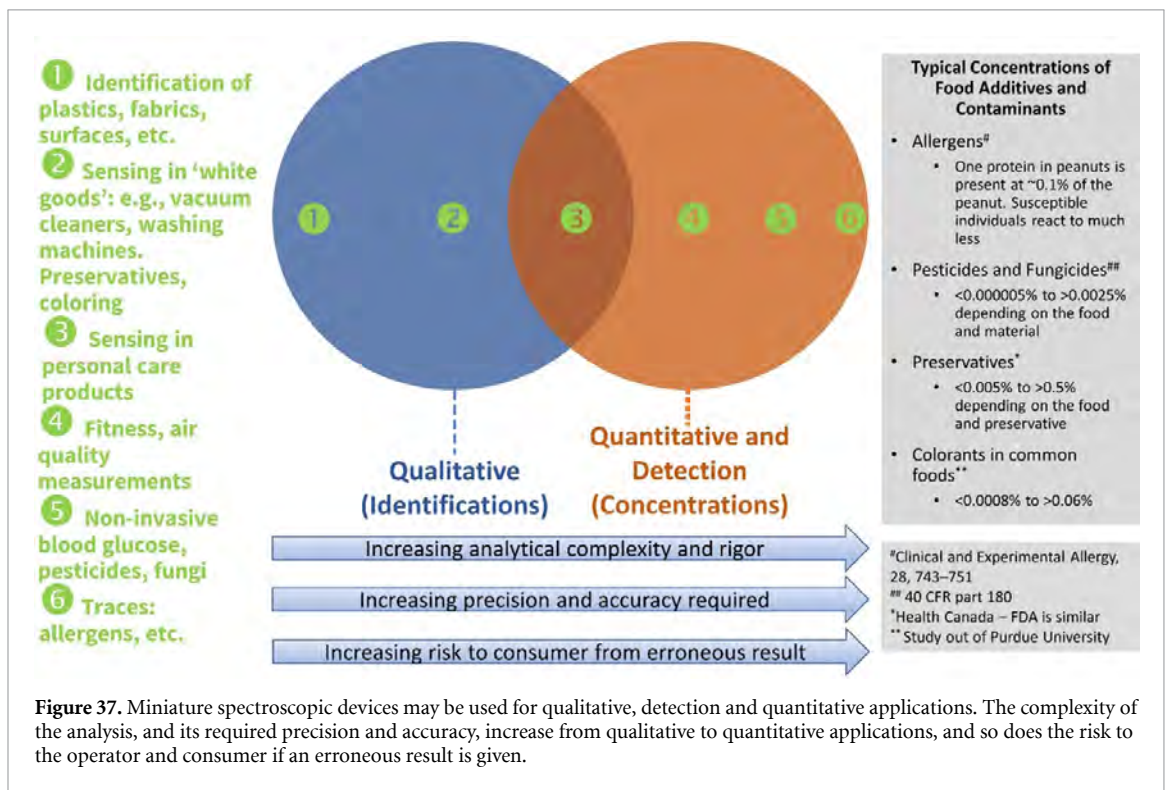 1 Identification of
plastics, fabrics,
surfaces, etc.
2 Sensing in ‘white
goods’: e.g., vacuum
cleaners, washing
machines.
Preservatives,
coloring
3 Sensing in
personal care
products
4 Fitness, air
quality
measurements
5 Non-invasive
blood glucose,
pesticides, fungi
6 Traces:
allergens, etc.
1 2 3 4 5 6
Qualitative
(Identifications)
Quantitative and
Detection
(Concentrations)
Increasing analytical complexity and rigor
Increasing precision and accuracy required
Increasing risk to consumer from erroneous result
Typical Concentrations of
Food Additives and
Contaminants
• Allergens#
• One protein in peanuts is
present at ~0.1% of the
peanut. Susceptible
individuals react to much
less
• Pesticides and Fungicides##
• <0.000005% to >0.0025%
depending on the food
and material
• Preservatives*
• <0.005% to >0.5%
depending on the food
and preservative
• Colorants in common
foods**
• <0.0008% to >0.06%
#Clinical and Experimental Allergy,
28, 743–751
## 40 CFR part 180
*Health Canada – FDA is similar
**Study out of Purdue University
Figure 37. Miniature spectroscopic devices may be used for qualitative, detection and quantitative applications. The complexity of
the analysis, and its required precision and accuracy, increase from qualitative to quantitative applications, and so does the risk to
the operator and consumer if an erroneous result is given.